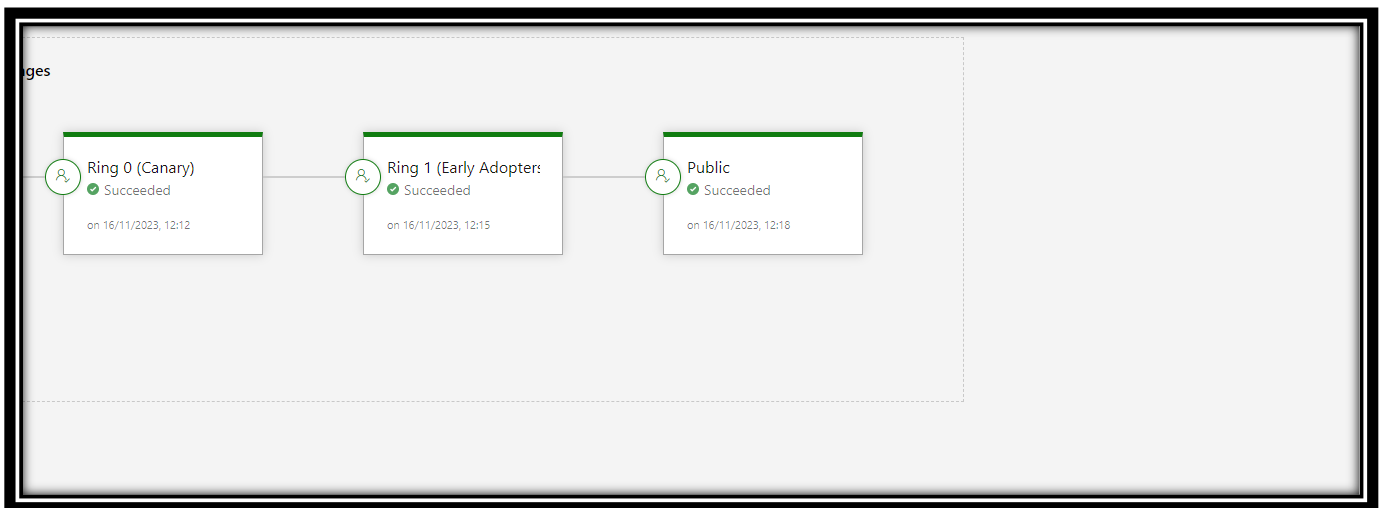 ages
Ring 0 (Canary)
Succeeded
on 16/11/2023, 12:12
Ring 1 (Early Adopters
Succeeded
on 16/11/2023, 12:15
Public
Succeeded
on 16/11/2023, 12:18